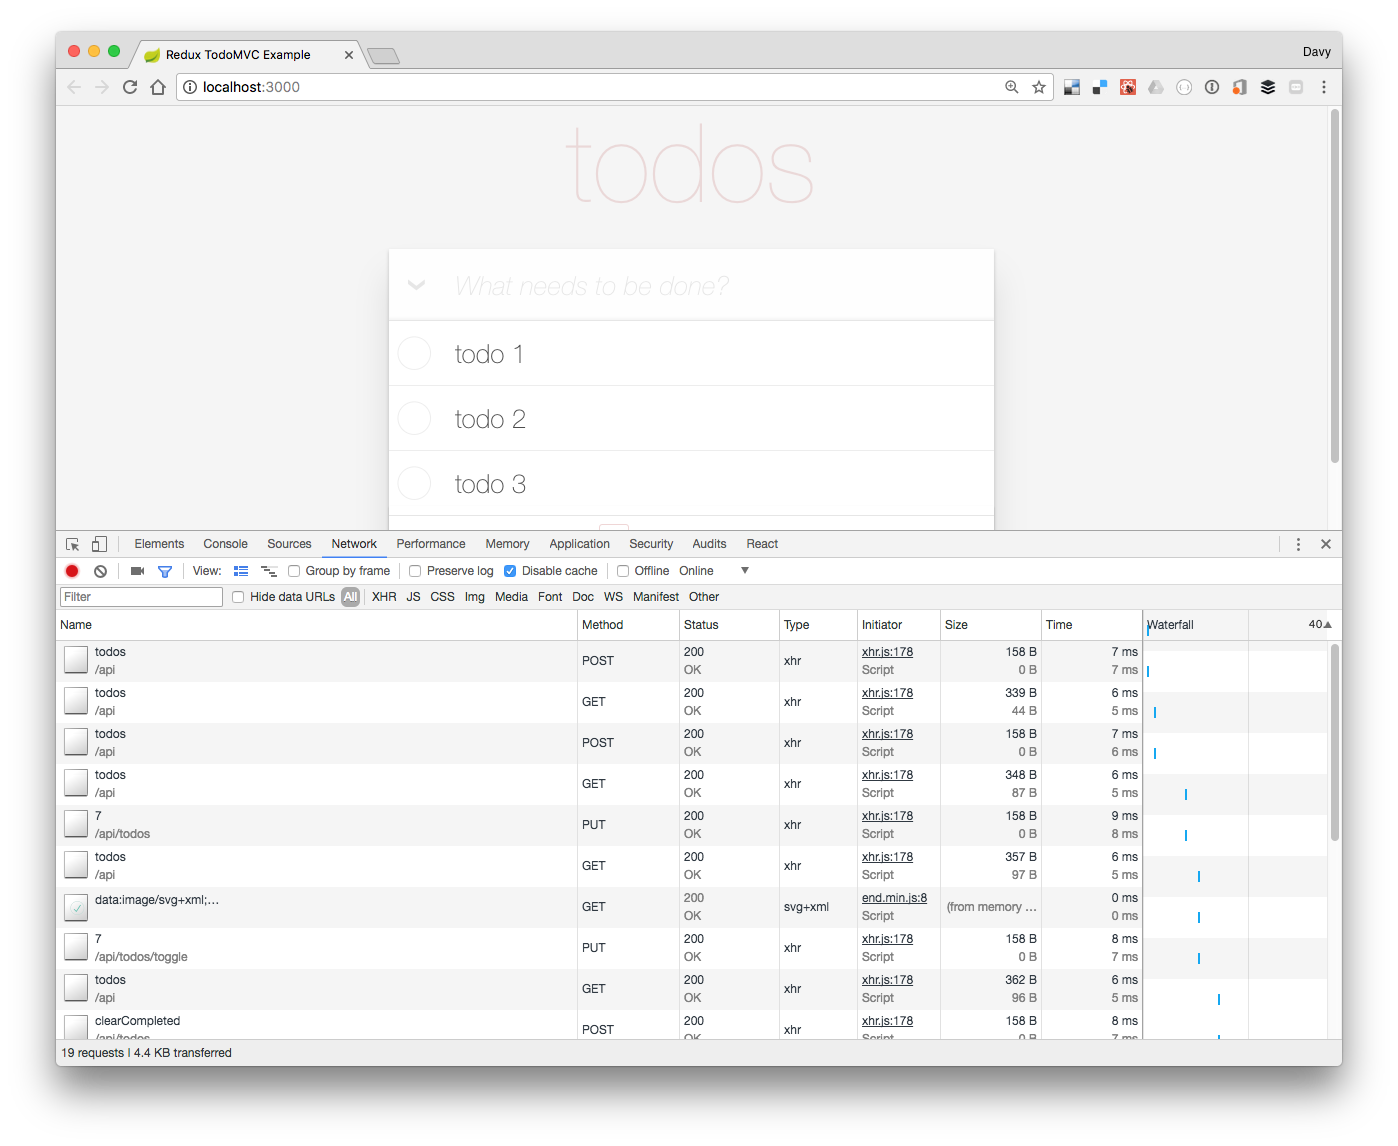 Redux TodoMVC Example
Davy
localhost:3000
todos
What needs to be done?
todo 1
todo 2
todo 3
Elements Console Sources Network Performance Memory Application Security Audits React
View: Group by frame Preserve log Disable cache Offline Online
Filter Hide data URLs All XHR JS CSS Img Media Font Doc WS Manifest Other
Name Method Status Type Initiator Size Time Waterfall 40
todos 200 xhr.js:178 158 B 7 ms
/api POST OK xhr Script 0 B 7 ms
todos 200 xhr.js:178 339 B 6 ms
/api GET OK xhr Script 44 B 5 ms
todos 200 xhr.js:178 158 B 7 ms
/api POST OK xhr Script 0 B 6 ms
todos 200 xhr.js:178 348 B 6 ms
/api GET OK xhr Script 87 B 5 ms
7 200 xhr.js:178 158 B 9 ms
/api/todos PUT OK xhr Script 0 B 8 ms
todos 200 xhr.js:178 357 B 6 ms
/api GET OK xhr Script 97 B 5 ms
data:image/svg+xml;... 200 end.min.js:8 0 ms
GET OK svg+xml Script (from memory ... 0 ms
7 200 xhr.js:178 158 B 8 ms
/api/todos/toggle PUT OK xhr Script 0 B 7 ms
todos 200 xhr.js:178 362 B 6 ms
/api GET OK xhr Script 96 B 5 ms
clearCompleted 200 xhr.js:178 158 B 8 ms
/api/todos POST OK xhr Script 0 B 7 ms
19 requests | 4.4 KB transferred